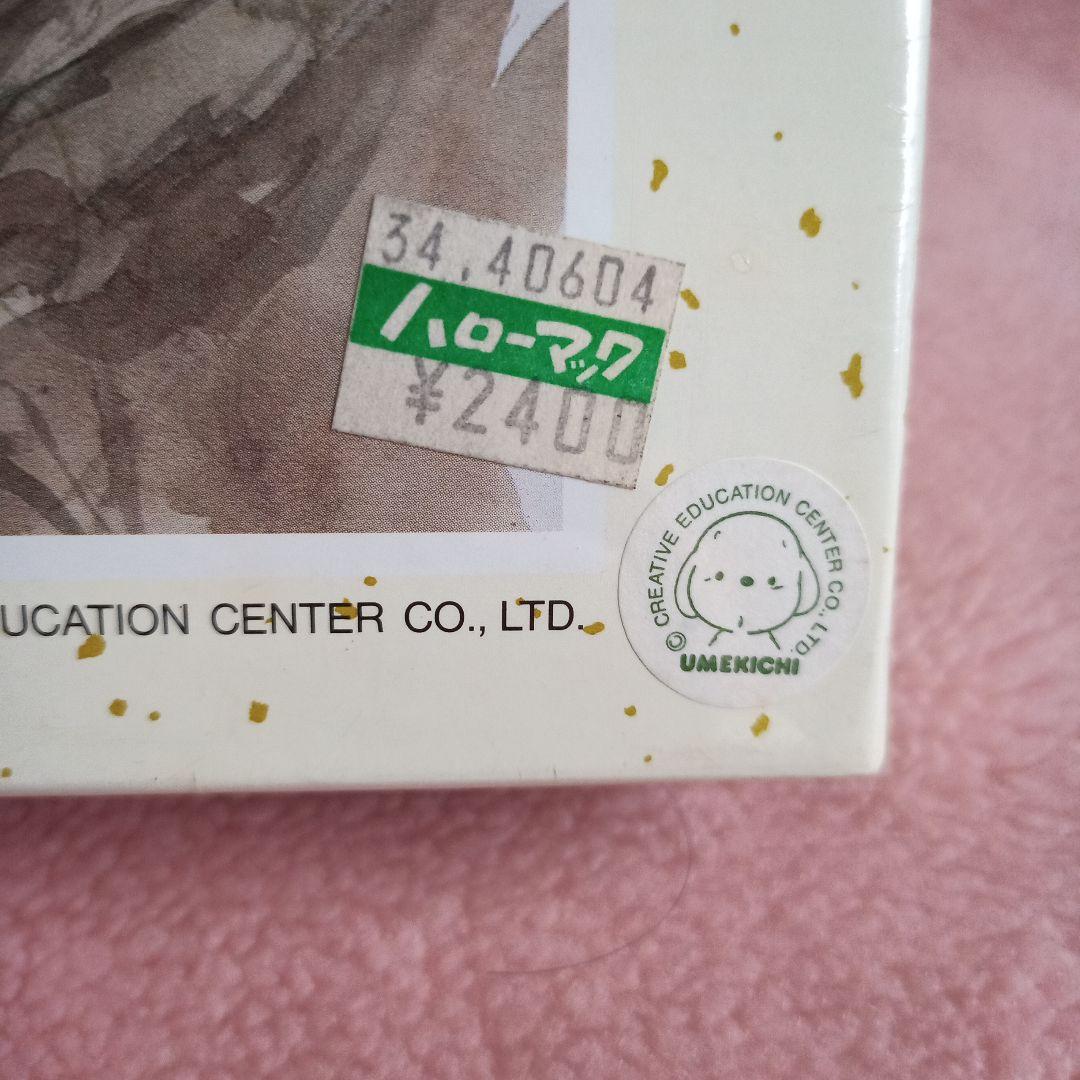 34.40604
ハローマック
¥2400
UCATION CENTER CO., LTD.
© CREATIVE EDUCATION CENTER CO., LTD.
UMEKICHI